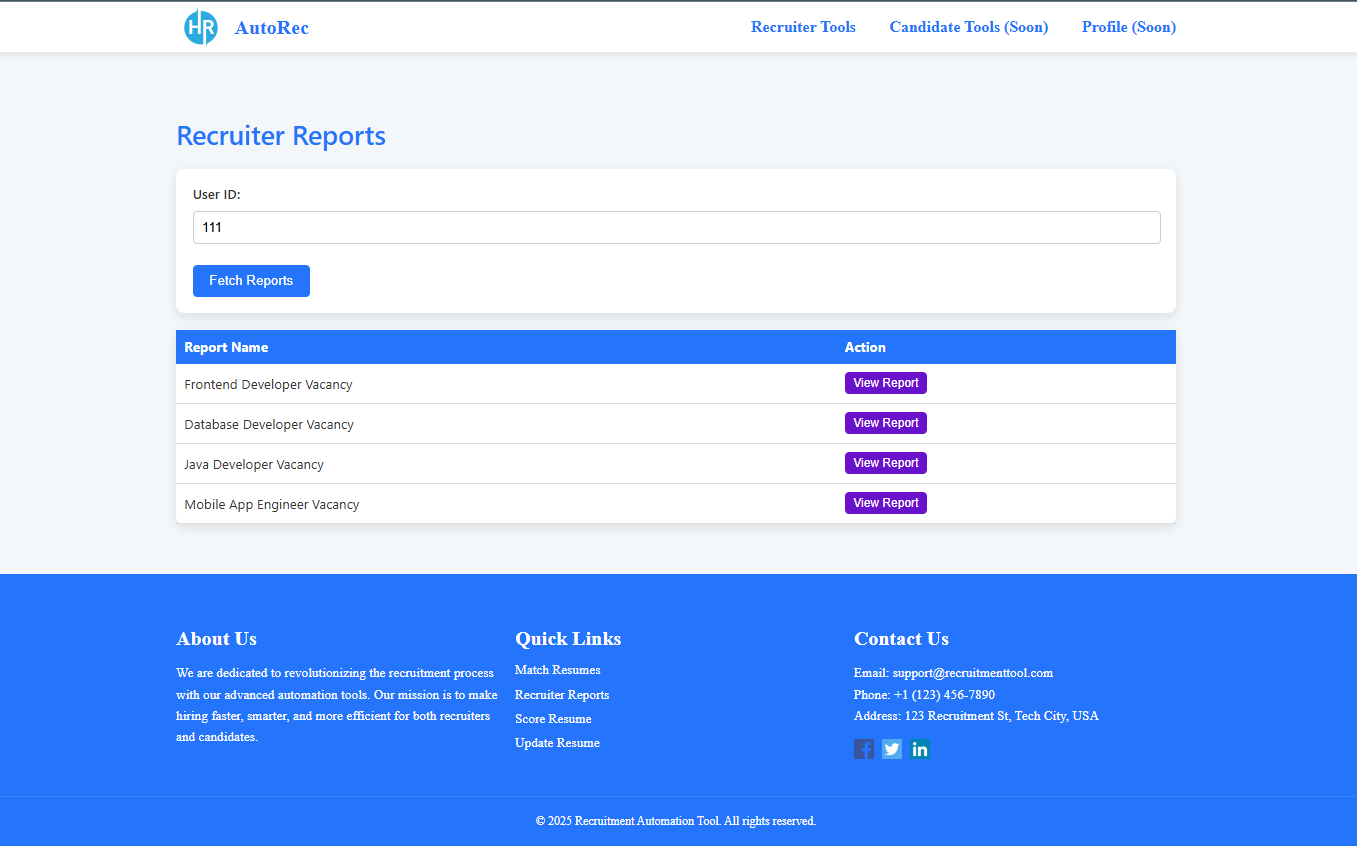 HR AutoRec Recruiter Tools Candidate Tools (Soon) Profile (Soon)
Recruiter Reports
User ID:
111
Fetch Reports
Report Name Action
Frontend Developer Vacancy View Report
Database Developer Vacancy View Report
Java Developer Vacancy View Report
Mobile App Engineer Vacancy View Report
About Us
We are dedicated to revolutionizing the recruitment process
with our advanced automation tools. Our mission is to make
hiring faster, smarter, and more efficient for both recruiters
and candidates.
Quick Links
Match Resumes
Recruiter Reports
Score Resume
Update Resume
Contact Us
Email: support@recruitmenttool.com
Phone: +1 (123) 456-7890
Address: 123 Recruitment St, Tech City, USA
f in
© 2025 Recruitment Automation Tool. All rights reserved.